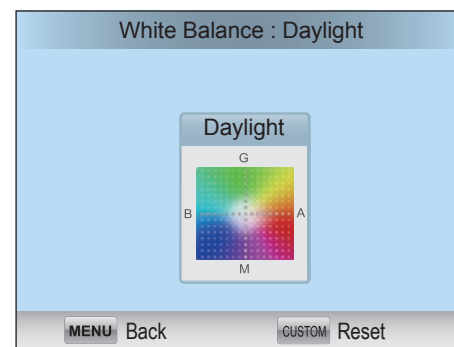 White Balance : Daylight
Daylight
G
B A
M
MENU Back CUSTOM Reset